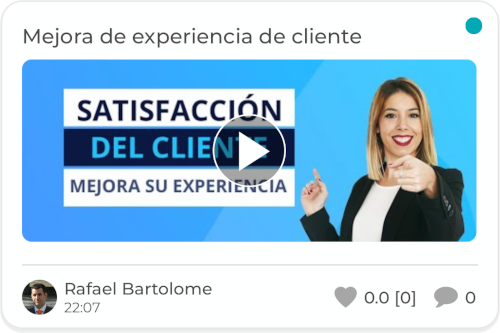 Mejora de experiencia de cliente
SATISFACCIÓN
DEL CLIENTE
MEJORA SU EXPERIENCIA
Rafael Bartolome
22:07
0.0 [0]
0